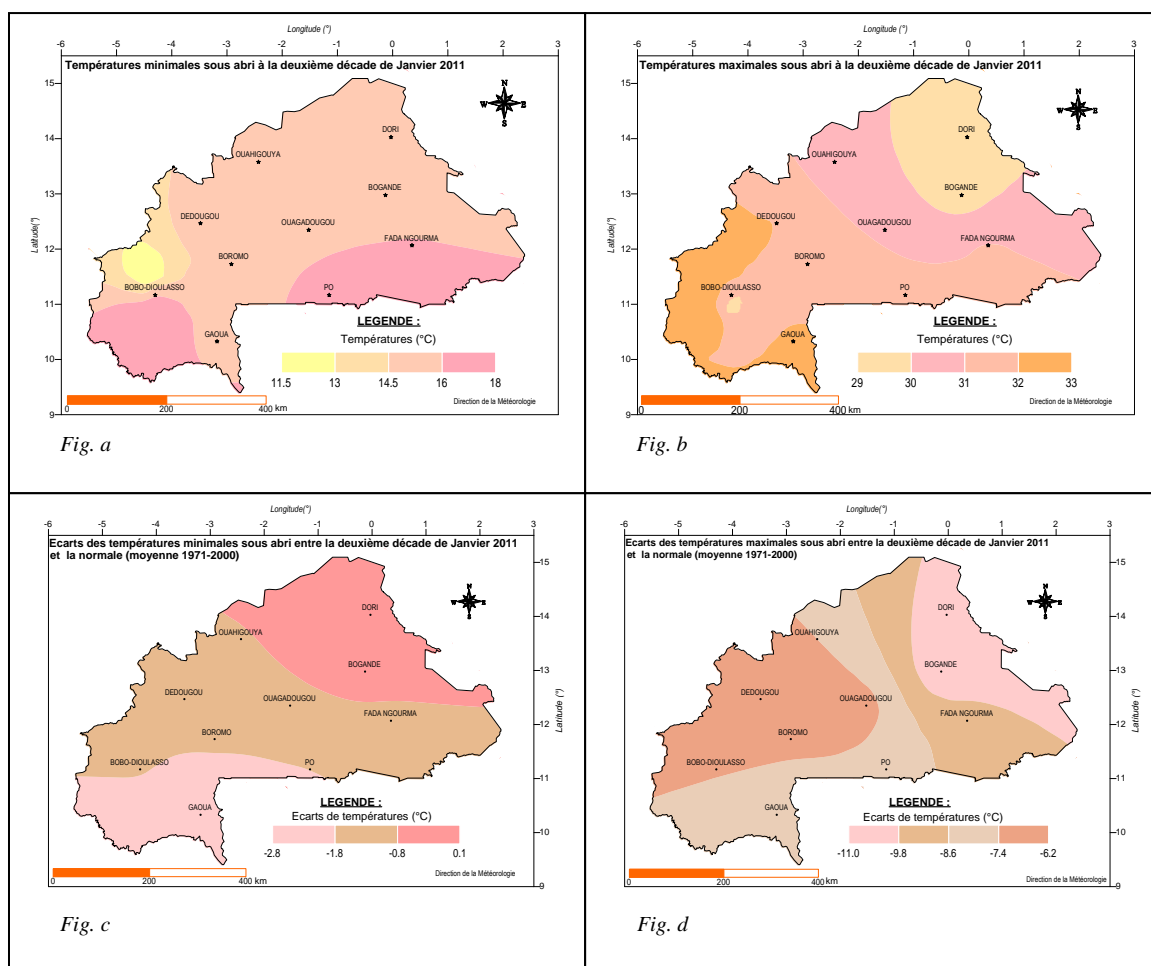 Longitude (°)
-6 -5 -4 -3 -2 -1 0 1 2 3
Températures minimales sous abri à la deuxième décade de Janvier 2011
15
N
W E
S
14
DORI
OUAHIGOUYA
13
BOGANDE
DEDOUGOU
OUAGADOUGOU
Latitude(°)
12
FADA NGOURMA
BOROMO
BOBO-DIOULASSO
PO
11
LEGENDE :
GAOUA
Températures (°C)
10
11.5 13 14.5 16 18
Direction de la Météorologie
0 200 400 km
9
Fig. a
Longitude (°)
-6 -5 -4 -3 -2 -1 0 1 2 3
Températures maximales sous abri à la deuxième décade de Janvier 2011
15
N
W E
S
14
DORI
OUAHIGOUYA
13
BOGANDE
DEDOUGOU
OUAGADOUGOU
Latitude(°)
12
FADA NGOURMA
BOROMO
BOBO-DIOULASSO
PO
11
LEGENDE :
GAOUA
Températures (°C)
10
29 30 31 32 33
Direction de la Météorologie
0 200 400 km
9
Fig. b
Longitude(°)
-6 -5 -4 -3 -2 -1 0 1 2 3
Ecarts des températures minimales sous abri entre la deuxième décade de Janvier 2011
et la normale (moyenne 1971-2000)
15
N
W E
S
14
DORI
OUAHIGOUYA
13
BOGANDE
DEDOUGOU
OUAGADOUGOU
Latitude (°)
12
FADA NGOURMA
BOROMO
BOBO-DIOULASSO
PO
11
LEGENDE :
GAOUA
Ecarts de températures (°C)
10
-2.8 -1.8 -0.8 0.1
Direction de la Météorologie
0 200 400 km
9
Fig. c
Longitude(°)
-6 -5 -4 -3 -2 -1 0 1 2 3
Ecarts des températures maximales sous abri entre la deuxième décade de Janvier 2011
et la normale (moyenne 1971-2000)
15
N
W E
S
14
DORI
OUAHIGOUYA
13
BOGANDE
DEDOUGOU
OUAGADOUGOU
Latitude (°)
12
FADA NGOURMA
BOROMO
BOBO-DIOULASSO
PO
11
LEGENDE :
GAOUA
Ecarts de températures (°C)
10
-11.0 -9.8 -8.6 -7.4 -6.2
Direction de la Météorologie
0 200 400 km
9
Fig. d